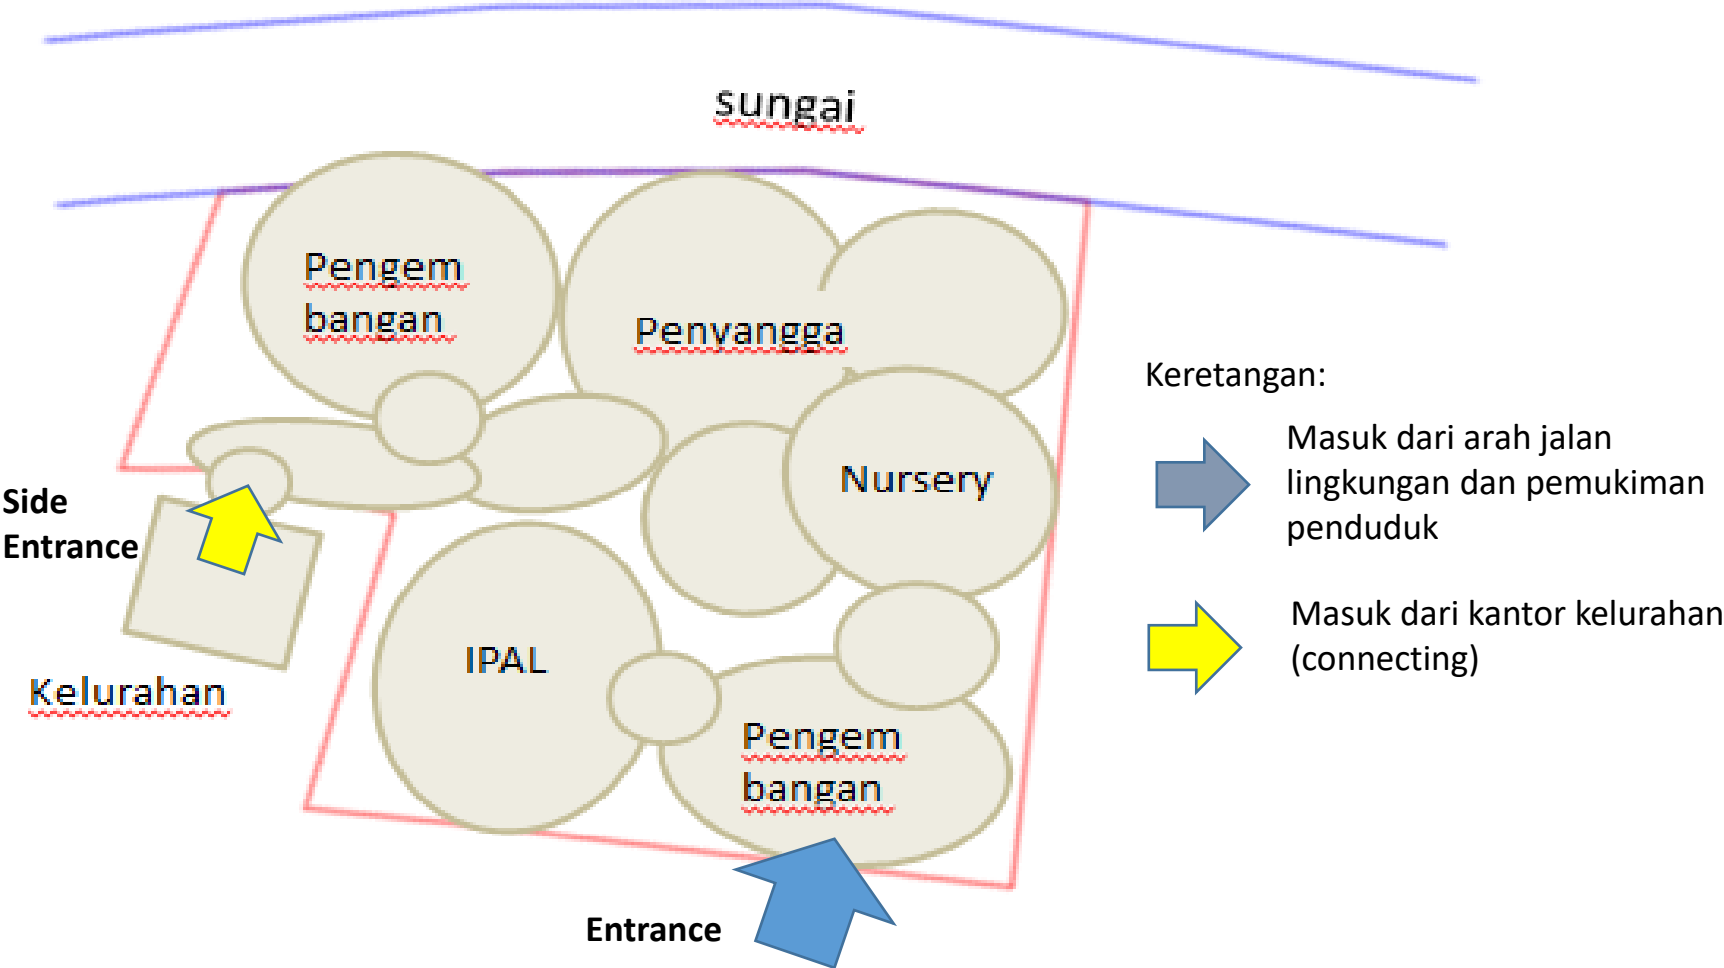 sungai
Pengem
bangan
Penyangga
Nursery
Side
Entrance
Kelurahan
IPAL
Pengem
bangan
Entrance
Keretangan:
Masuk dari arah jalan
lingkungan dan pemukiman
penduduk
Masuk dari kantor kelurahan
(connecting)